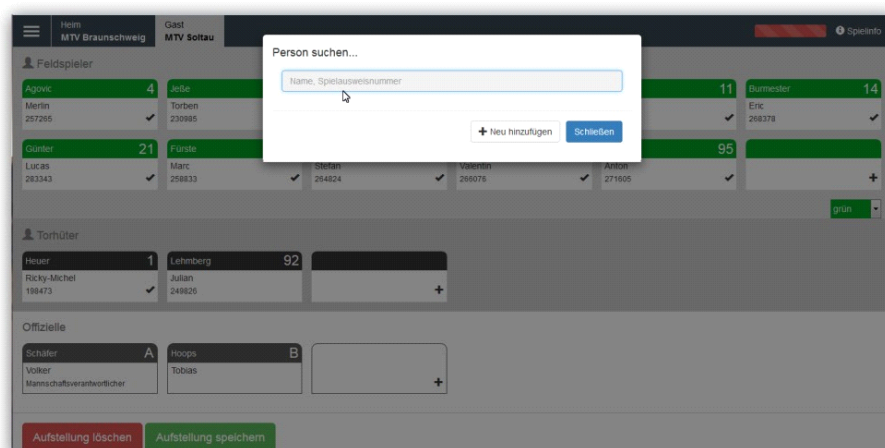 Heim
MTV Braunschweig
Gast
MTV Soltau
Spielinfo
Person suchen...
Name, Spielausweisnummer
Neu hinzufügen
Schließen
Feldspieler
Agovic 4
Merlin
257265
Jeße
Torben
230985
11
Burmester 14
Eric
268378
Günter 21
Lucas
283343
Fürste
Marc
258833
Stefan
264824
Valentin
266076
95
Anton
271605
grün
Torhüter
Heuer 1
Ricky-Michel
198473
Lehmberg 92
Julian
249826
Offizielle
Schäfer A
Volker
Mannschaftsverantwortlicher
Hoops B
Tobias
Aufstellung löschen
Aufstellung speichern